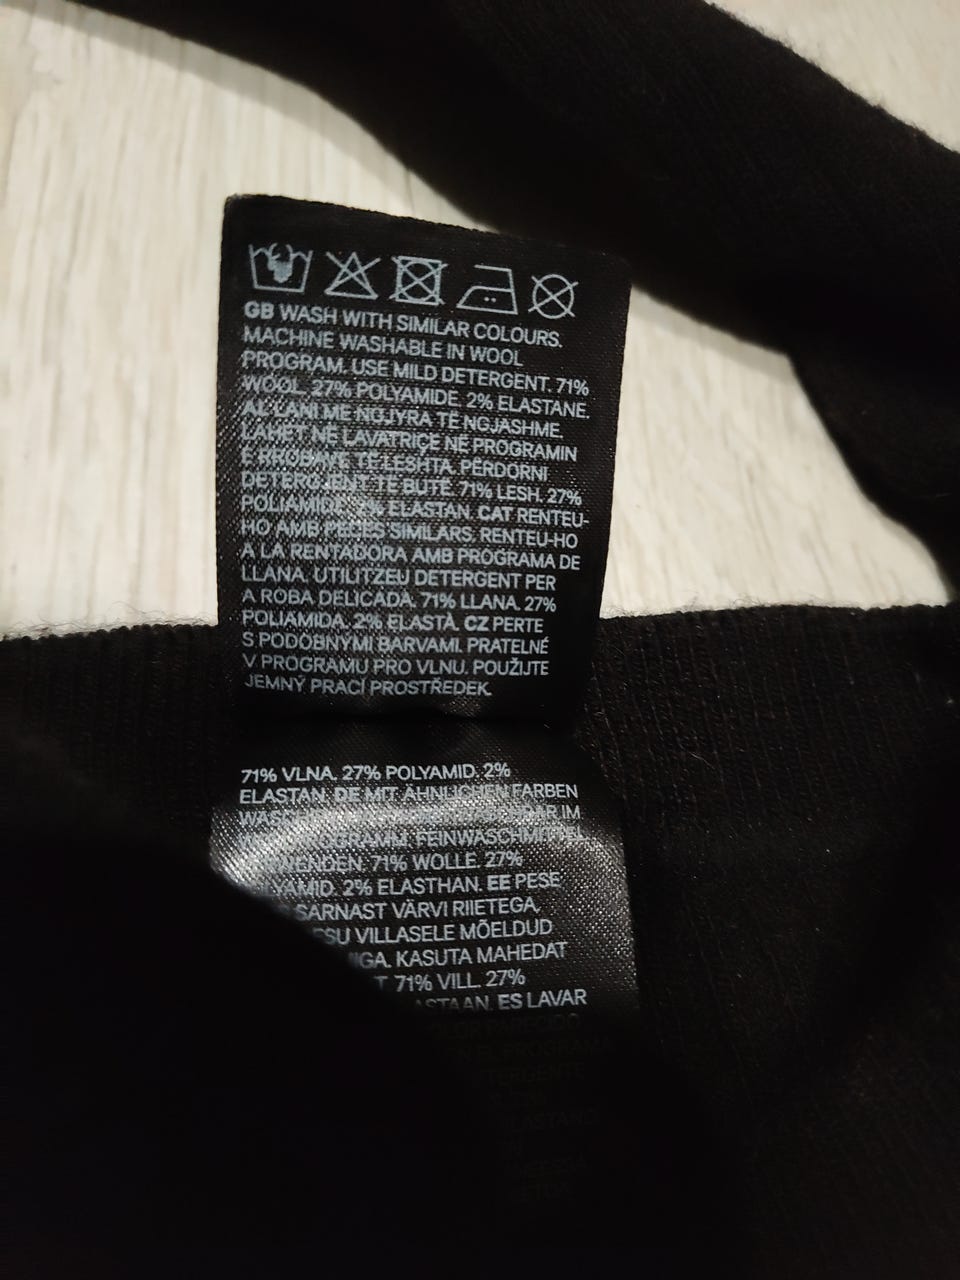 GB WASH WITH SIMILAR COLOURS.
MACHINE WASHABLE IN WOOL
PROGRAM. USE MILD DETERGENT. 71%
WOOL. 27% POLYAMIDE. 2% ELASTANE.
AL LANI ME NGJYRA TË NGJASHME.
LAHET NË LAVATRIÇE NË PROGRAMIN
E RROBAVE TË LESHTA. PËRDORNI
DETERGJENT TË BUTË. 71% LESH. 27%
POLIAMID. 2% ELASTAN. CAT RENTEU-
HO AMB PECES SIMILARS. RENTEU-HO
A LA RENTADORA AMB PROGRAMA DE
LLANA. UTILITZEU DETERGENT PER
A ROBA DELICADA. 71% LLANA. 27%
POLIAMIDA. 2% ELASTÀ. CZ PERTE
S PODOBNÝMI BARVAMI. PRATELNÉ
V PROGRAMU PRO VLNU. POUŽIJTE
JEMNÝ PRACÍ PROSTŘEDEK.
71% VLNA. 27% POLYAMID. 2%
ELASTAN. DE MIT ÄHNLICHEN FARBEN
IM
FEINWASCHMITTEL
71% WOLLE. 27%
2% ELASTHAN. EE PESE
SARNAST VÄRVI RIIETEGA,
VILLASELE MÕELDUD
KASUTA MAHEDAT
71% VILL. 27%
ES LAVAR